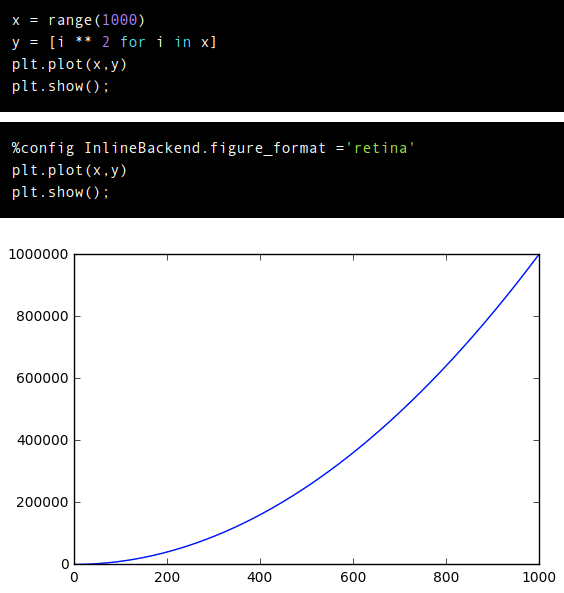 x = range(1000)
y = [i ** 2 for i in x]
plt.plot(x,y)
plt.show();
%config InlineBackend.figure_format ='retina'
plt.plot(x,y)
plt.show();
1000000
800000
600000
400000
200000
0
0 200 400 600 800 1000